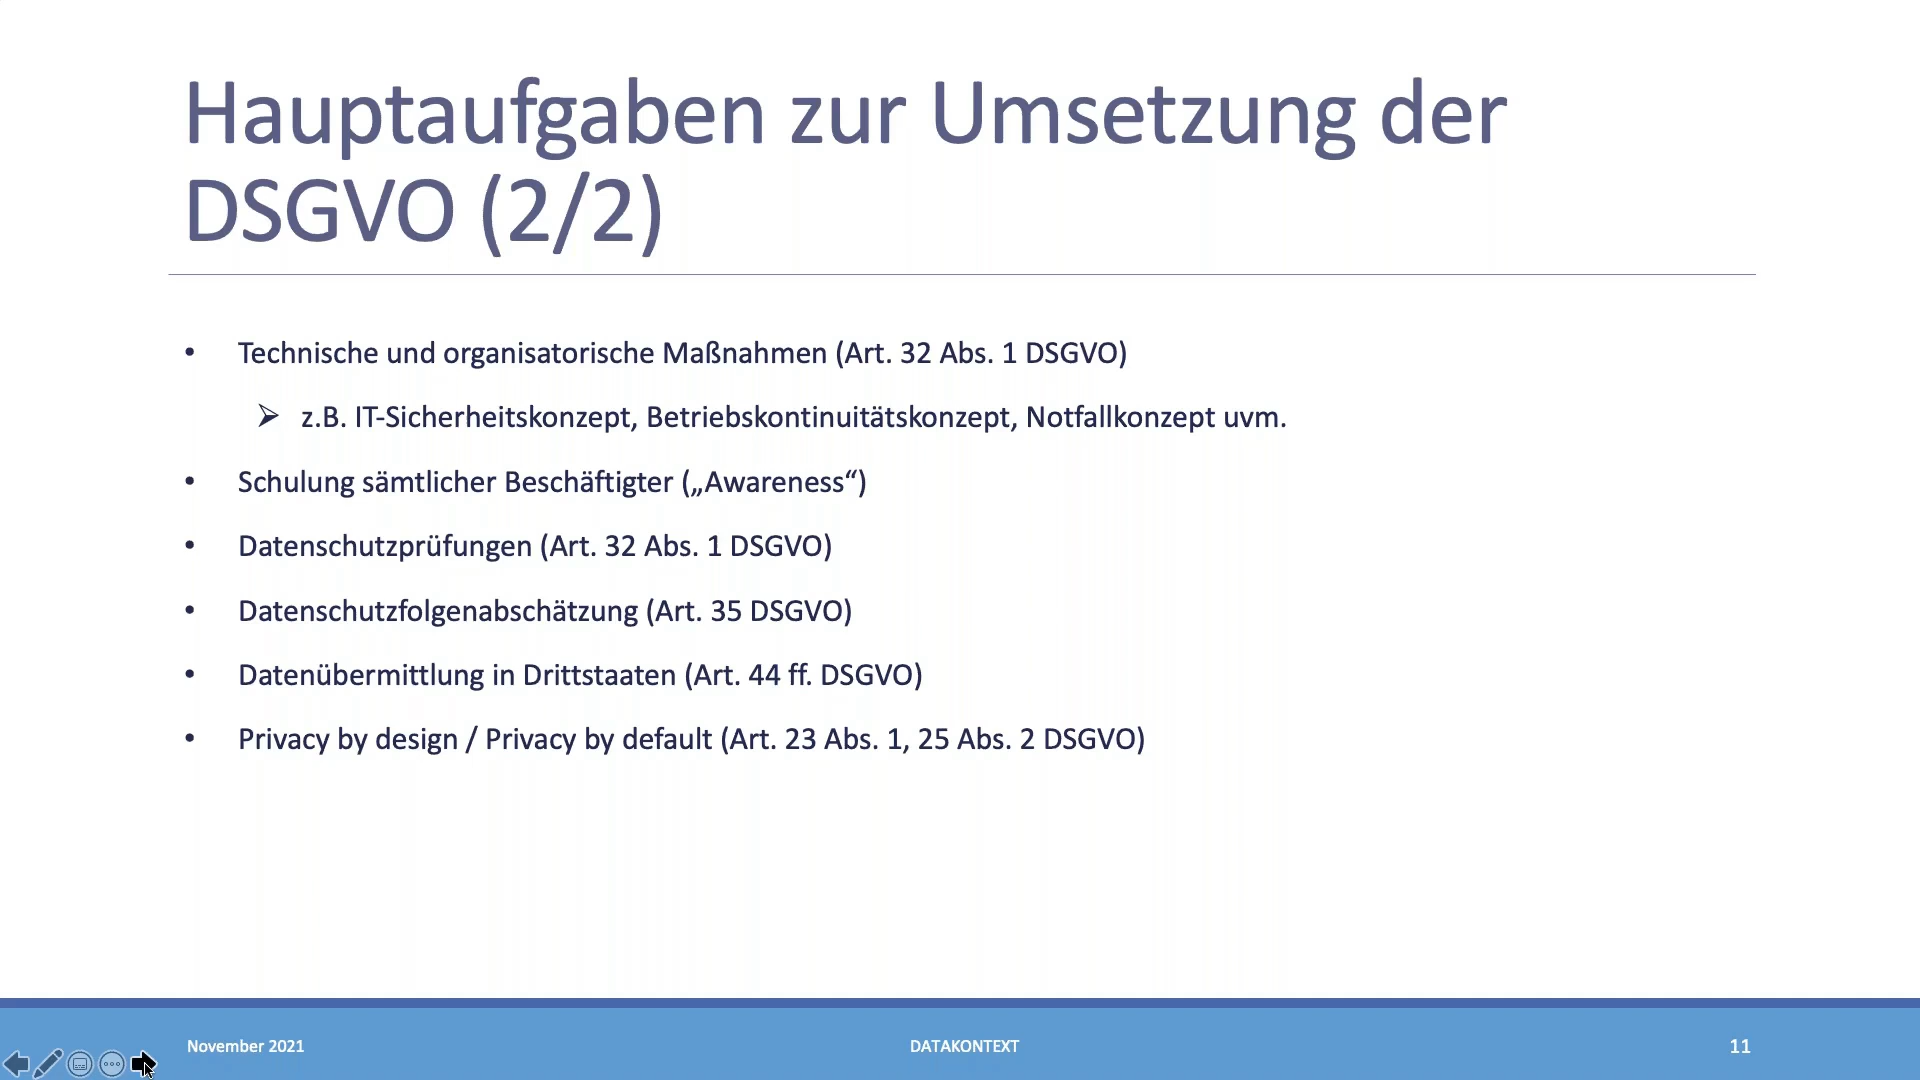 Hauptaufgaben zur Umsetzung der
DSGVO (2/2)
• Technische und organisatorische Maßnahmen (Art. 32 Abs. 1 DSGVO)
➢ z.B. IT-Sicherheitskonzept, Betriebskontinuitätskonzept, Notfallkonzept uvm.
• Schulung sämtlicher Beschäftigter („Awareness“)
• Datenschutzprüfungen (Art. 32 Abs. 1 DSGVO)
• Datenschutzfolgenabschätzung (Art. 35 DSGVO)
• Datenübermittlung in Drittstaaten (Art. 44 ff. DSGVO)
• Privacy by design / Privacy by default (Art. 23 Abs. 1, 25 Abs. 2 DSGVO)
November 2021 DATAKONTEXT 11